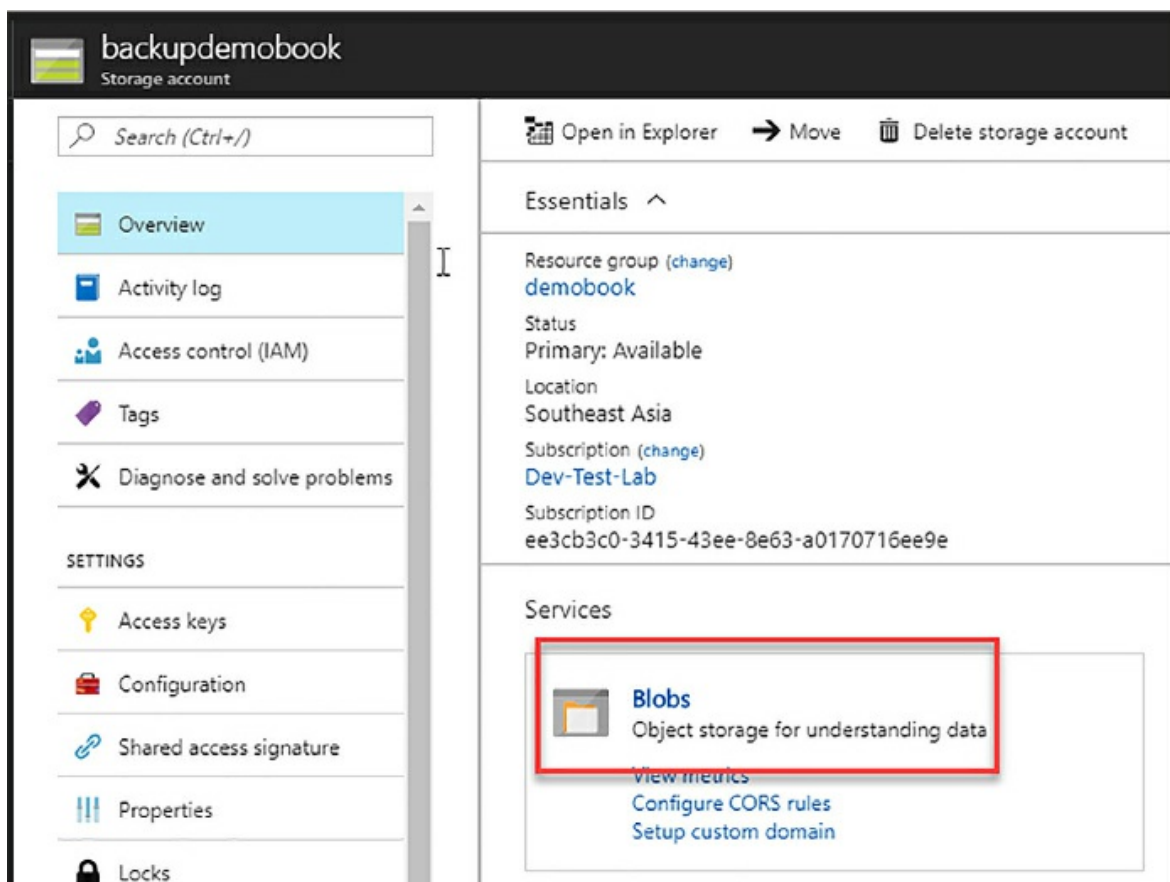 backupdemobook
Storage account
Search (Ctrl+/)
Overview
Activity log
Access control (IAM)
Tags
Diagnose and solve problems
SETTINGS
Access keys
Configuration
Shared access signature
Properties
Locks
Open in Explorer Move Delete storage account
Essentials
Resource group (change)
demobook
Status
Primary: Available
Location
Southeast Asia
Subscription (change)
Dev-Test-Lab
Subscription ID
ee3cb3c0-3415-43ee-8e63-a0170716ee9e
Services
Blobs
Object storage for understanding data
View metrics
Configure CORS rules
Setup custom domain